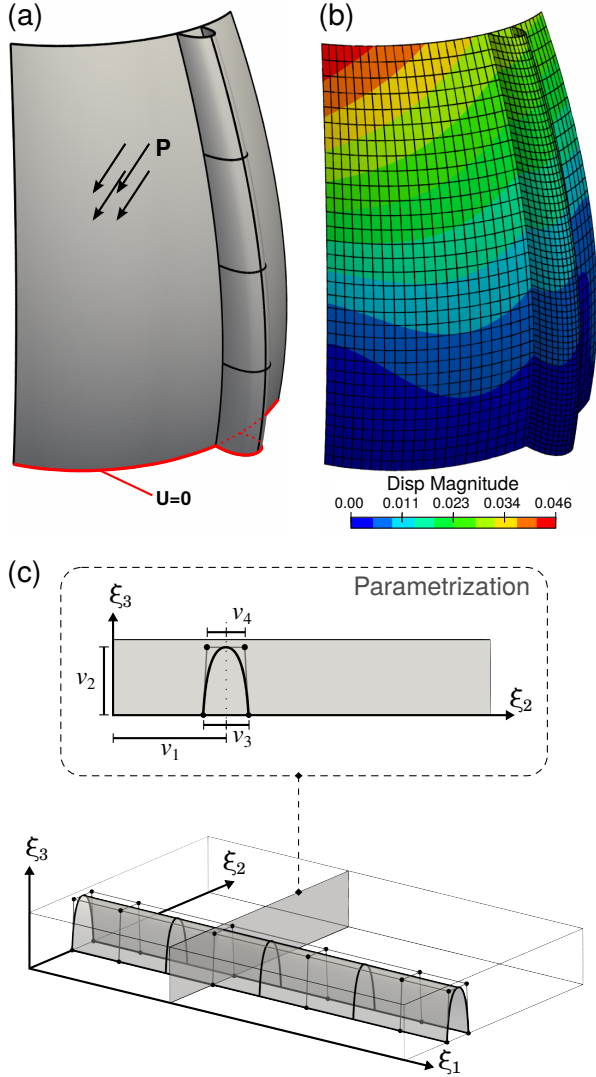 (a)
(b)
P
U=0
Disp Magnitude
0.00 0.011 0.023 0.034 0.046
(c)
Parametrization
ξ3
v4
v2
ξ2
v1
v3
ξ3
ξ2
ξ1